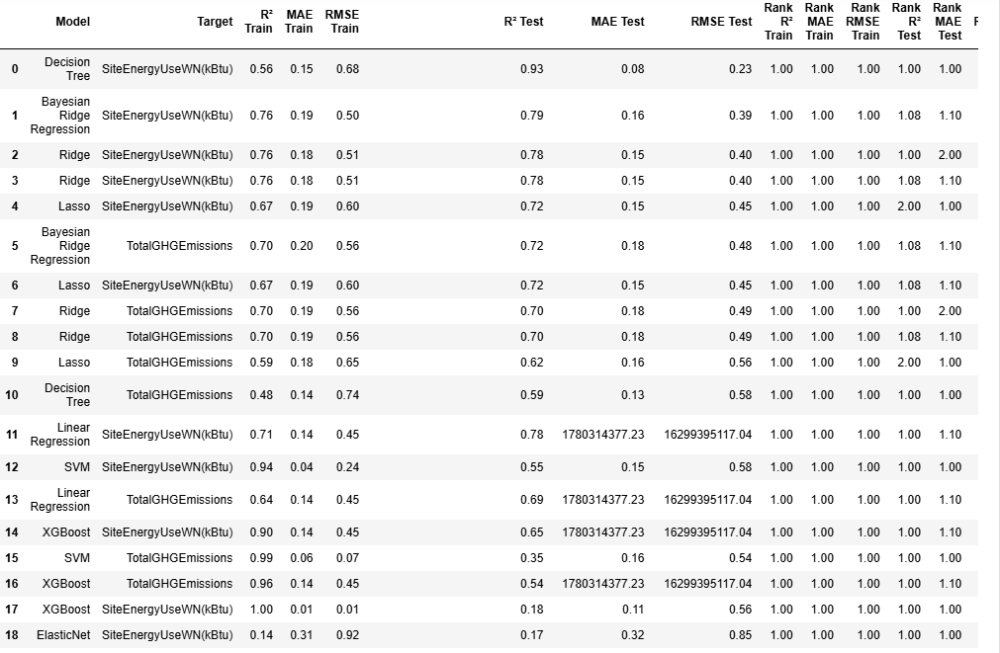 Model Target R² Train MAE Train RMSE Train R² Test MAE Test RMSE Test Rank R² Train Rank MAE Train Rank RMSE Train Rank R² Test Rank MAE Test
0 Decision Tree SiteEnergyUseWN(kBtu) 0.56 0.15 0.68 0.93 0.08 0.23 1.00 1.00 1.00 1.00 1.00
1 Bayesian Ridge Regression SiteEnergyUseWN(kBtu) 0.76 0.19 0.50 0.79 0.16 0.39 1.00 1.00 1.00 1.08 1.10
2 Ridge SiteEnergyUseWN(kBtu) 0.76 0.18 0.51 0.78 0.15 0.40 1.00 1.00 1.00 1.00 2.00
3 Ridge SiteEnergyUseWN(kBtu) 0.76 0.18 0.51 0.78 0.15 0.40 1.00 1.00 1.00 1.08 1.10
4 Lasso SiteEnergyUseWN(kBtu) 0.67 0.19 0.60 0.72 0.15 0.45 1.00 1.00 1.00 2.00 1.00
5 Bayesian Ridge Regression TotalGHGEmissions 0.70 0.20 0.56 0.72 0.18 0.48 1.00 1.00 1.00 1.08 1.10
6 Lasso SiteEnergyUseWN(kBtu) 0.67 0.19 0.60 0.72 0.15 0.45 1.00 1.00 1.00 1.08 1.10
7 Ridge TotalGHGEmissions 0.70 0.19 0.56 0.70 0.18 0.49 1.00 1.00 1.00 1.00 2.00
8 Ridge TotalGHGEmissions 0.70 0.19 0.56 0.70 0.18 0.49 1.00 1.00 1.00 1.08 1.10
9 Lasso TotalGHGEmissions 0.59 0.18 0.65 0.62 0.16 0.56 1.00 1.00 1.00 2.00 1.00
10 Decision Tree TotalGHGEmissions 0.48 0.14 0.74 0.59 0.13 0.58 1.00 1.00 1.00 1.00 1.00
11 Linear Regression SiteEnergyUseWN(kBtu) 0.71 0.14 0.45 0.78 1780314377.23 16299395117.04 1.00 1.00 1.00 1.00 1.10
12 SVM SiteEnergyUseWN(kBtu) 0.94 0.04 0.24 0.55 0.15 0.58 1.00 1.00 1.00 1.00 1.00
13 Linear Regression TotalGHGEmissions 0.64 0.14 0.45 0.69 1780314377.23 16299395117.04 1.00 1.00 1.00 1.00 1.10
14 XGBoost SiteEnergyUseWN(kBtu) 0.90 0.14 0.45 0.65 1780314377.23 16299395117.04 1.00 1.00 1.00 1.00 1.10
15 SVM TotalGHGEmissions 0.99 0.06 0.07 0.35 0.16 0.54 1.00 1.00 1.00 1.00 1.00
16 XGBoost TotalGHGEmissions 0.96 0.14 0.45 0.54 1780314377.23 16299395117.04 1.00 1.00 1.00 1.00 1.10
17 XGBoost SiteEnergyUseWN(kBtu) 1.00 0.01 0.01 0.18 0.11 0.56 1.00 1.00 1.00 1.00 1.00
18 ElasticNet SiteEnergyUseWN(kBtu) 0.14 0.31 0.92 0.17 0.32 0.85 1.00 1.00 1.00 1.00 1.00